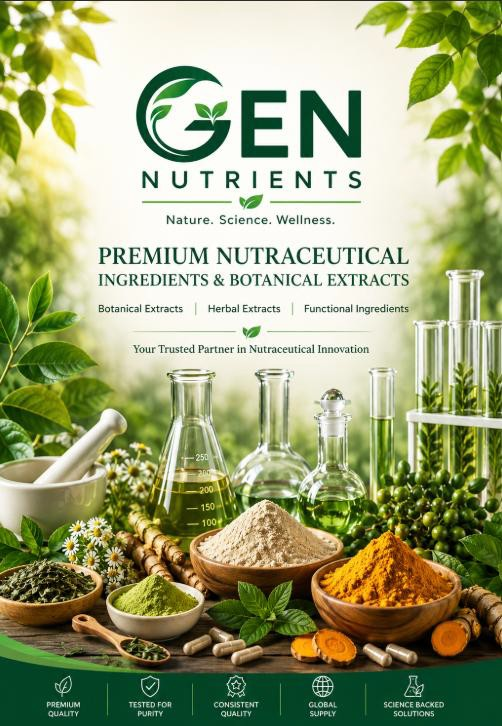 GEN
NUTRIENTS
Nature. Science. Wellness.
PREMIUM NUTRACEUTICAL
INGREDIENTS & BOTANICAL EXTRACTS
Botanical Extracts | Herbal Extracts | Functional Ingredients
Your Trusted Partner in Nutraceutical Innovation
250
200
200
150
100
PREMIUM
QUALITY
TESTED FOR
PURITY
CONSISTENT
QUALITY
GLOBAL
SUPPLY
SCIENCE BACKED
SOLUTIONS